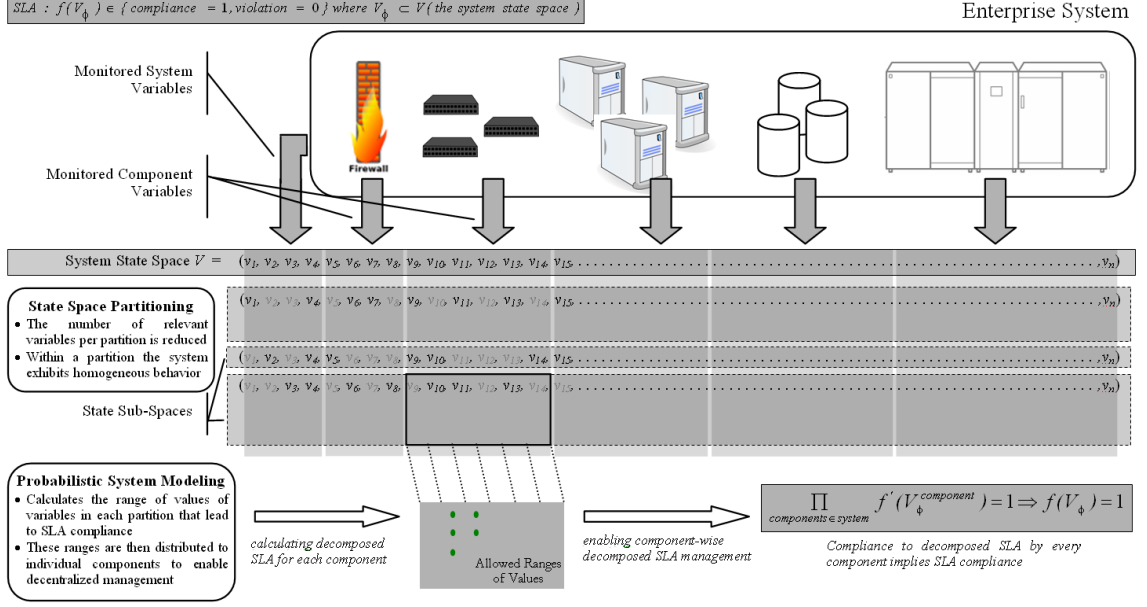 SLA : f(Vϕ) ∈ { compliance = 1, violation = 0 } where Vϕ ⊂ V( the system state space )
Enterprise System
Monitored System
Variables
Firewall
Monitored Component
Variables
System State Space V = (v1, v2, v3, v4, v5, v6, v7, v8, v9, v10, v11, v12, v13, v14, v15, . . . . . . . . . . . . . . . . . . . . . . . . . . . . , vn)
State Space Partitioning
• The number of relevant
variables per partition is reduced
• Within a partition the system
exhibits homogeneous behavior
(v1, v2, v3, v4, v5, v6, v7, v8, v9, v10, v11, v12, v13, v14, v15, . . . . . . . . . . . . . . . . . . . . . . . . . . . . , vn)
(v1, v2, v3, v4, v5, v6, v7, v8, v9, v10, v11, v12, v13, v14, v15, . . . . . . . . . . . . . . . . . . . . . . . . . . . . , vn)
(v1, v2, v3, v4, v5, v6, v7, v8, v9, v10, v11, v12, v13, v14, v15, . . . . . . . . . . . . . . . . . . . . . . . . . . . . , vn)
State Sub-Spaces
Probabilistic System Modeling
• Calculates the range of values of
variables in each partition that lead
to SLA compliance
• These ranges are then distributed to
individual components to enable
decentralized management
calculating decomposed
SLA for each component
Allowed Ranges
of Values
enabling component-wise
decomposed SLA management
∏ f′(Vϕ^component) = 1 ⇒ f(Vϕ) = 1
components ∈ system
Compliance to decomposed SLA by every
component implies SLA compliance